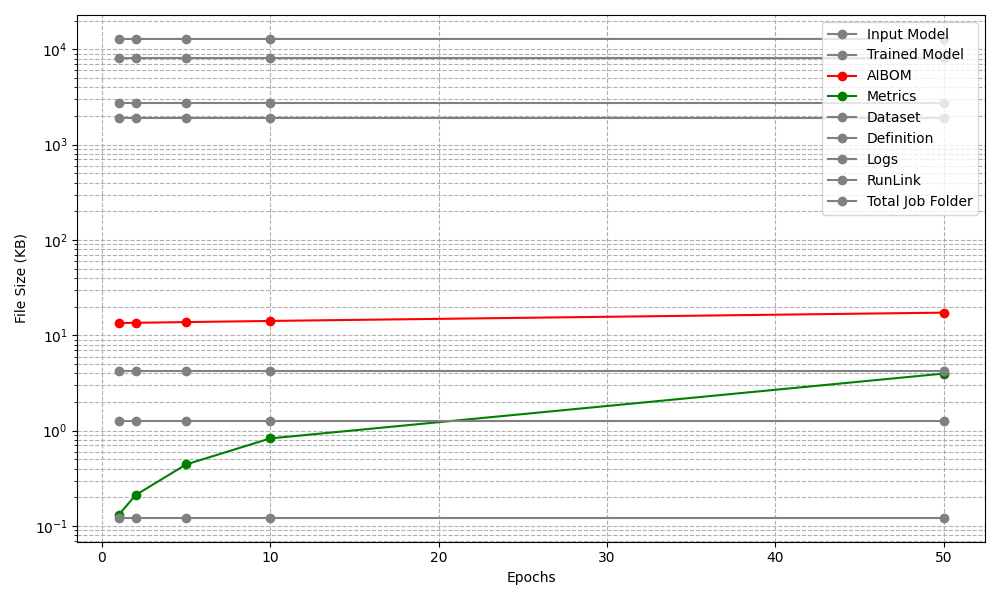 10⁴
10³
10²
10¹
10⁰
10⁻¹
File Size (KB)
0 10 20 30 40 50
Epochs
Input Model
Trained Model
AIBOM
Metrics
Dataset
Definition
Logs
RunLink
Total Job Folder